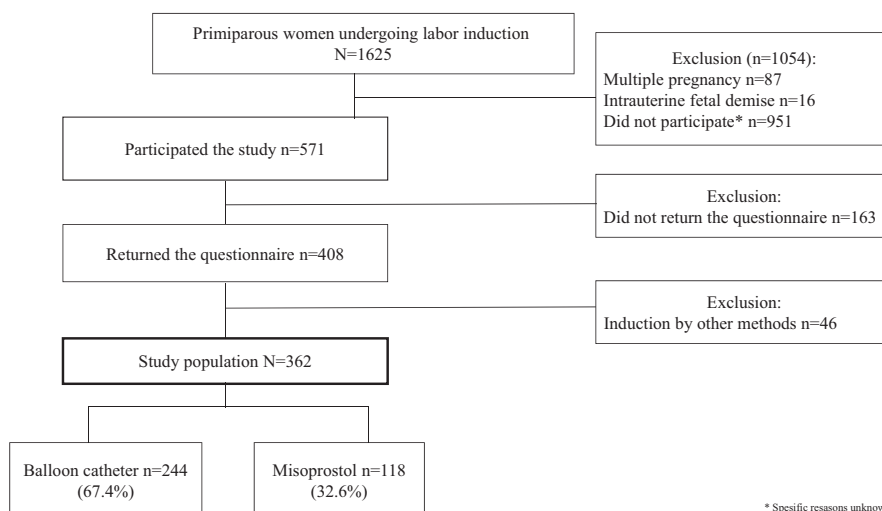 Primiparous women undergoing labor induction
N=1625
Exclusion (n=1054):
Multiple pregnancy n=87
Intrauterine fetal demise n=16
Did not participate* n=951
Participated the study n=571
Exclusion:
Did not return the questionnaire n=163
Returned the questionnaire n=408
Exclusion:
Induction by other methods n=46
Study population N=362
Balloon catheter n=244
(67.4%)
Misoprostol n=118
(32.6%)
* Spesific resasons unknow